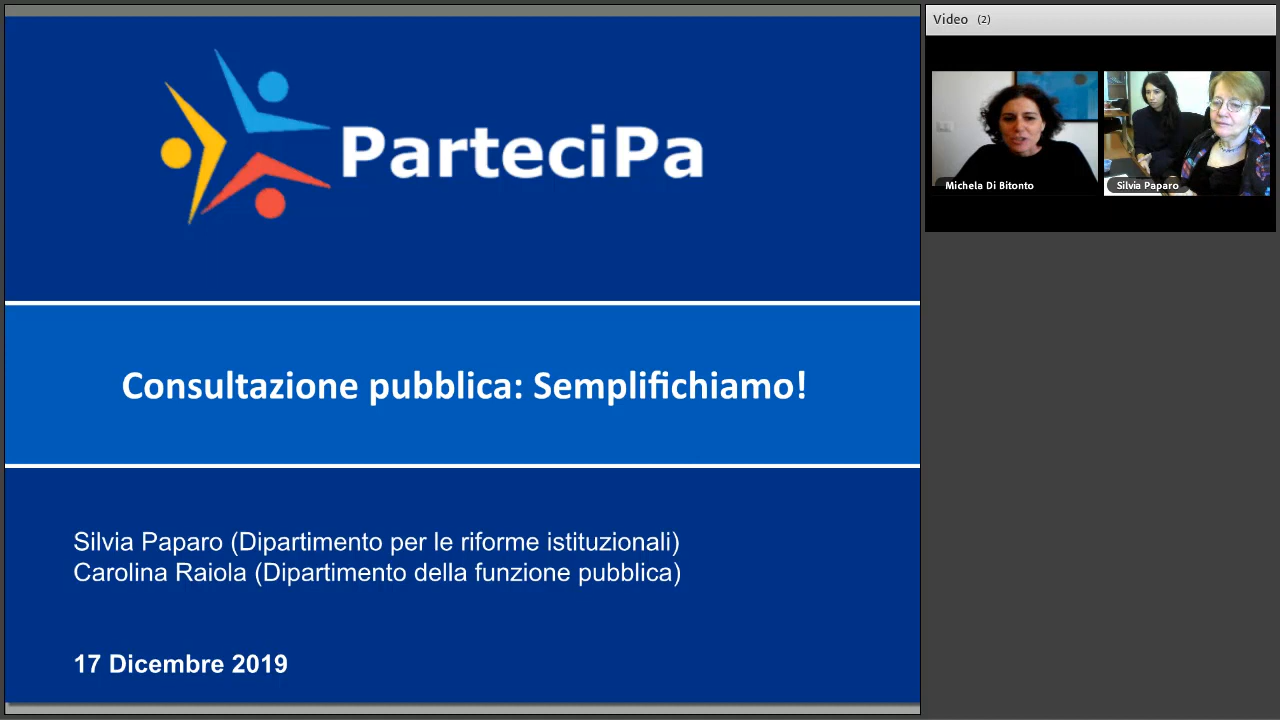 ParteciPa
Consultazione pubblica: Semplifichiamo!
Silvia Paparo (Dipartimento per le riforme istituzionali)
Carolina Raiola (Dipartimento della funzione pubblica)
17 Dicembre 2019
Video (2)
Michela Di Bitonto
Silvia Paparo